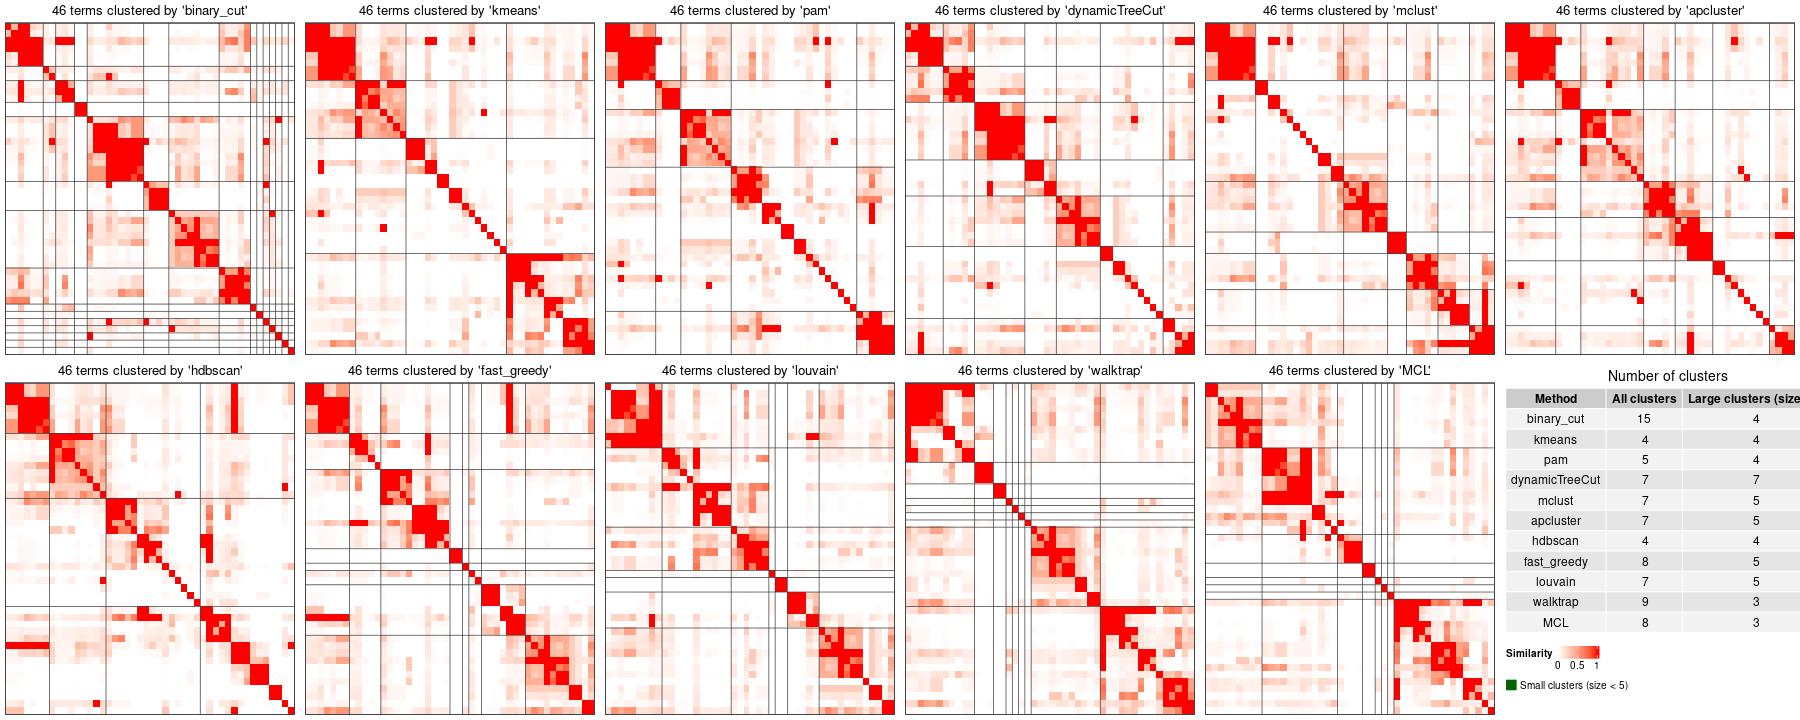 46 terms clustered by 'binary_cut'
46 terms clustered by 'kmeans'
46 terms clustered by 'pam'
46 terms clustered by 'dynamicTreeCut'
46 terms clustered by 'mclust'
46 terms clustered by 'apcluster'
46 terms clustered by 'hdbscan'
46 terms clustered by 'fast_greedy'
46 terms clustered by 'louvain'
46 terms clustered by 'walktrap'
46 terms clustered by 'MCL'
Number of clusters
Method All clusters Large clusters (size
binary_cut 15 4
kmeans 4 4
pam 5 4
dynamicTreeCut 7 7
mclust 7 5
apcluster 7 5
hdbscan 4 4
fast_greedy 8 5
louvain 7 5
walktrap 9 3
MCL 8 3
Similarity
0 0.5 1
Small clusters (size < 5)